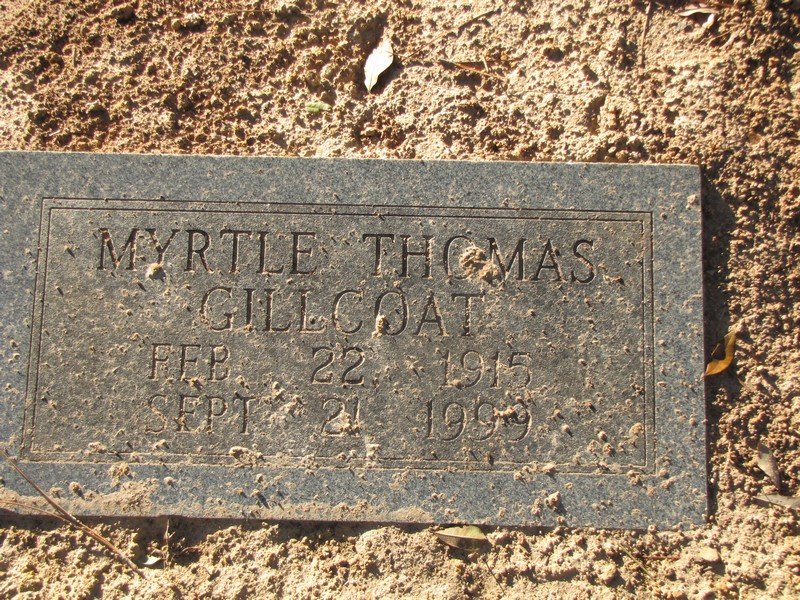 MYRTLE THOMAS
GILLCOAT
FEB 22, 1915
SEPT 21 1999